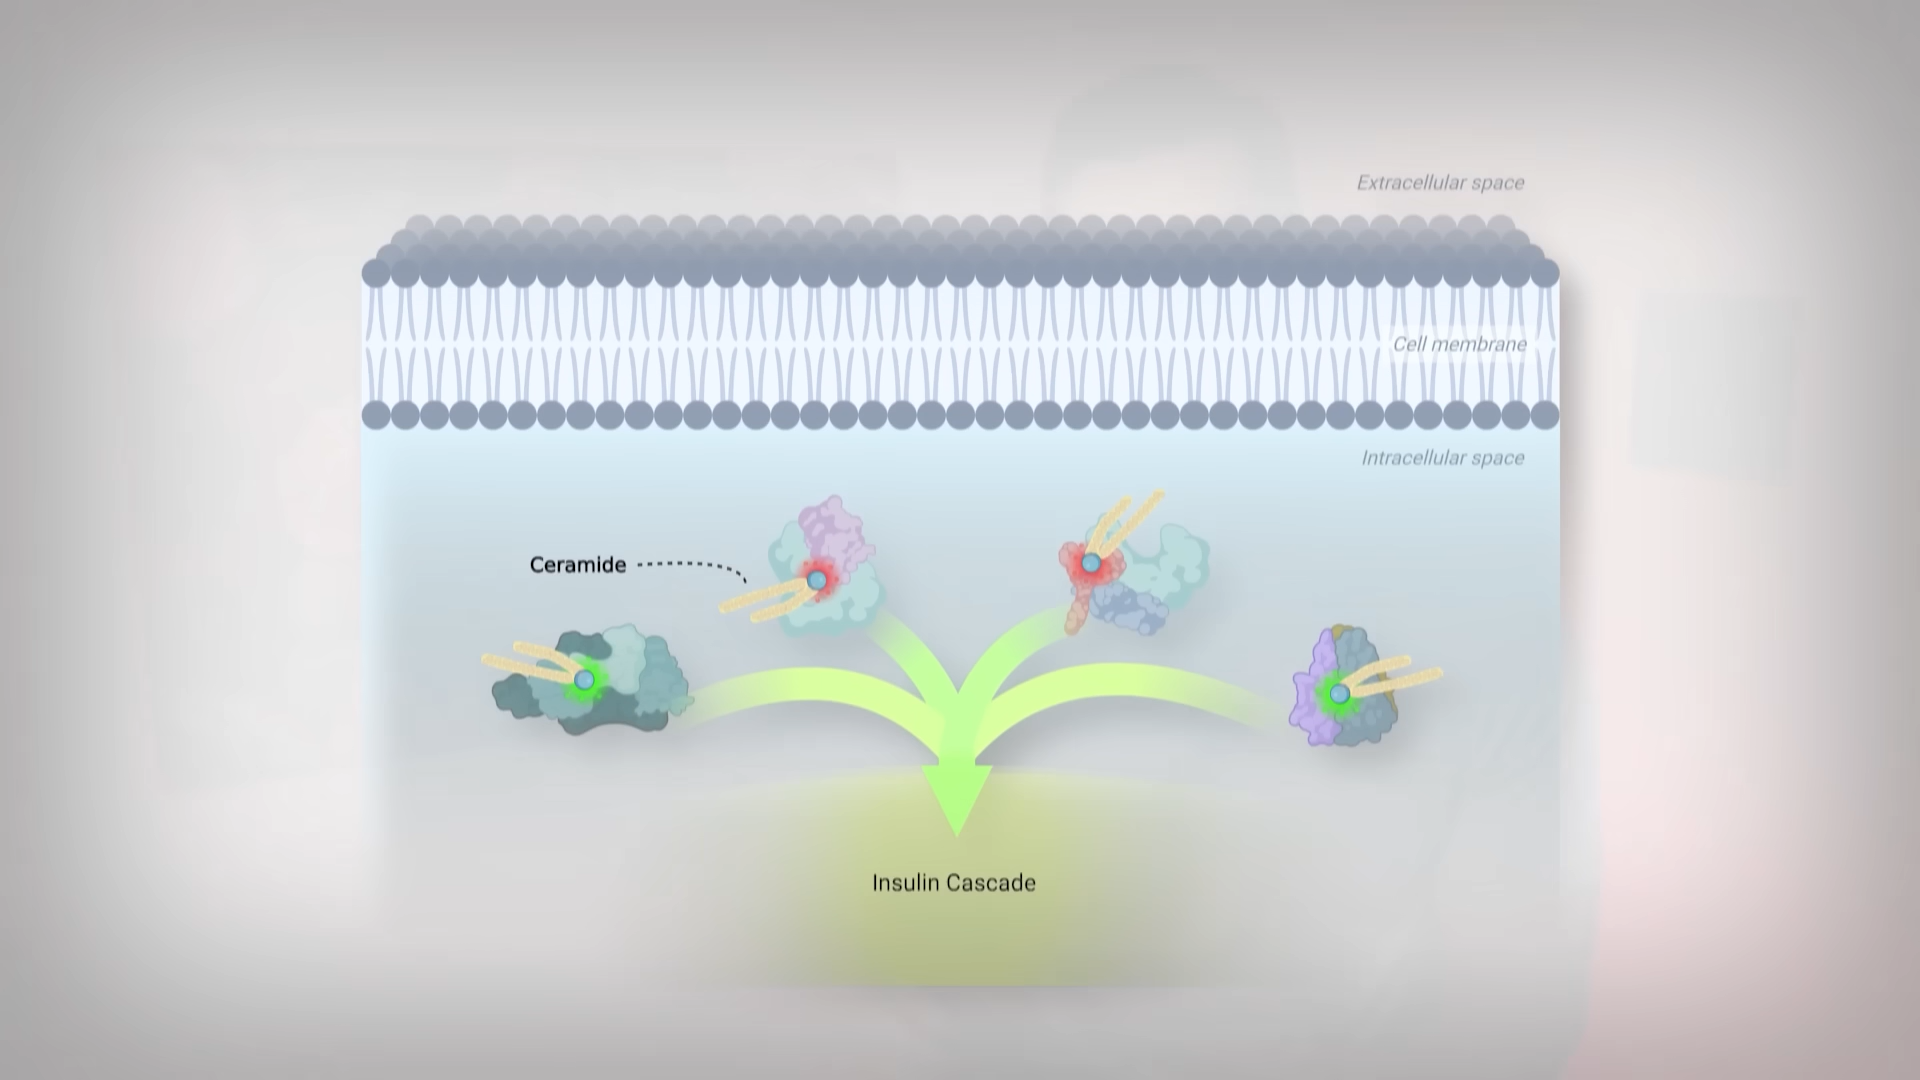 Extracellular space
Cell membrane
Intracellular space
Ceramide
Insulin Cascade